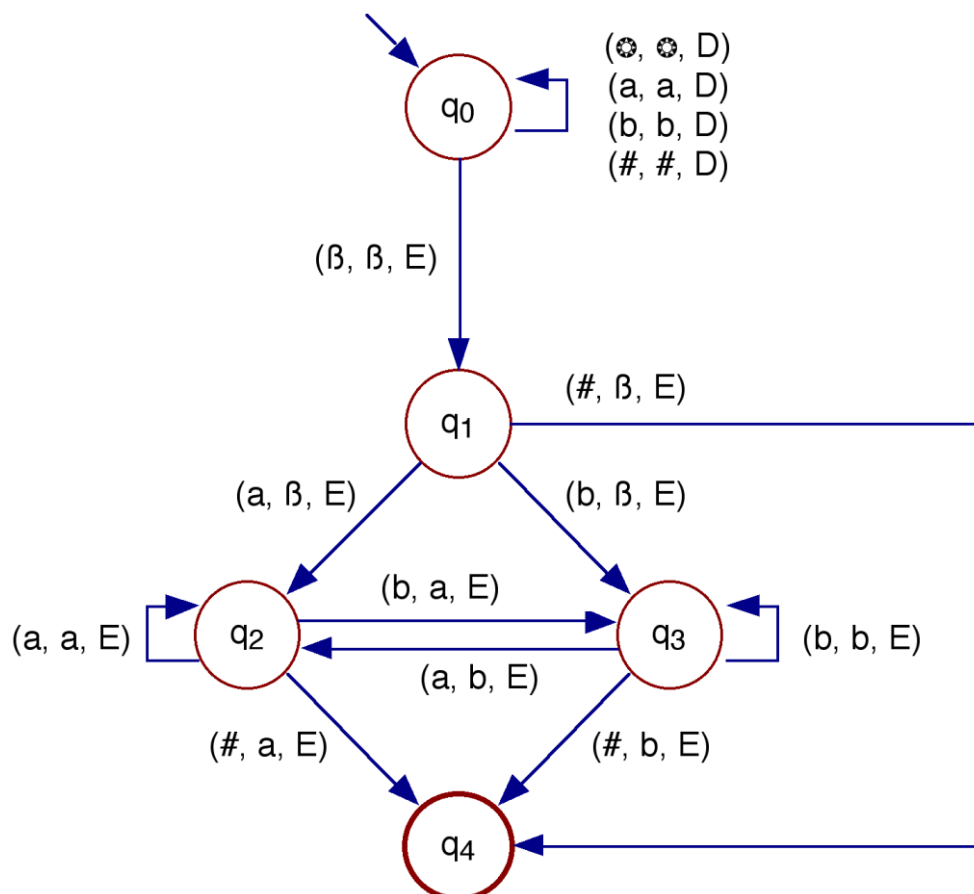 (❂, ❂, D)
(a, a, D)
q0
(b, b, D)
(#, #, D)
(ß, ß, E)
(#, ß, E)
q1
(a, ß, E)
(b, ß, E)
(b, a, E)
(a, a, E)
q2
q3
(b, b, E)
(a, b, E)
(#, a, E)
(#, b, E)
q4